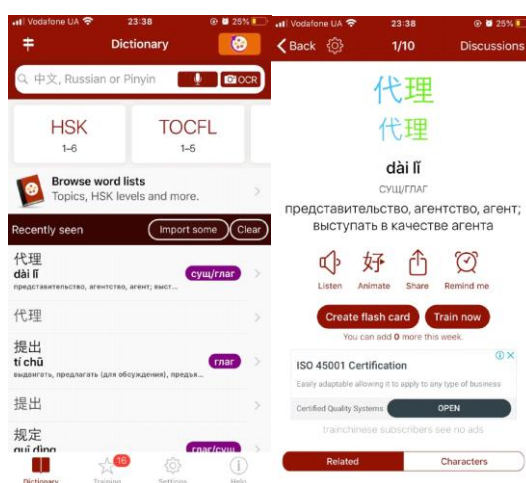 Vodafone UA 23:38 25%
Dictionary
中文, Russian or Pinyin OCR
HSK
1–6
TOCFL
1–5
Browse word lists
Topics, HSK levels and more.
Recently seen Import some Clear
代理
dài lǐ
сущ/глаг
представительство, агентство, агент; выст...
代理
提出
tí chū
глаг
выдвигать, предлагать (для обсуждения), предъя...
提出
规定
guī dìng
глаг/сущ
16
Dictionary Training Settings Help
Vodafone UA 23:38 25%
Back 1/10 Discussions
代理
代理
dài lǐ
СУЩ/ГЛАГ
представительство, агентство, агент;
выступать в качестве агента
Listen Animate Share Remind me
Create flash card Train now
You can add 0 more this week.
ISO 45001 Certification
Easily adaptable allowing it to apply to any type of business
Certified Quality Systems OPEN
trainchinese subscribers see no ads
Related Characters